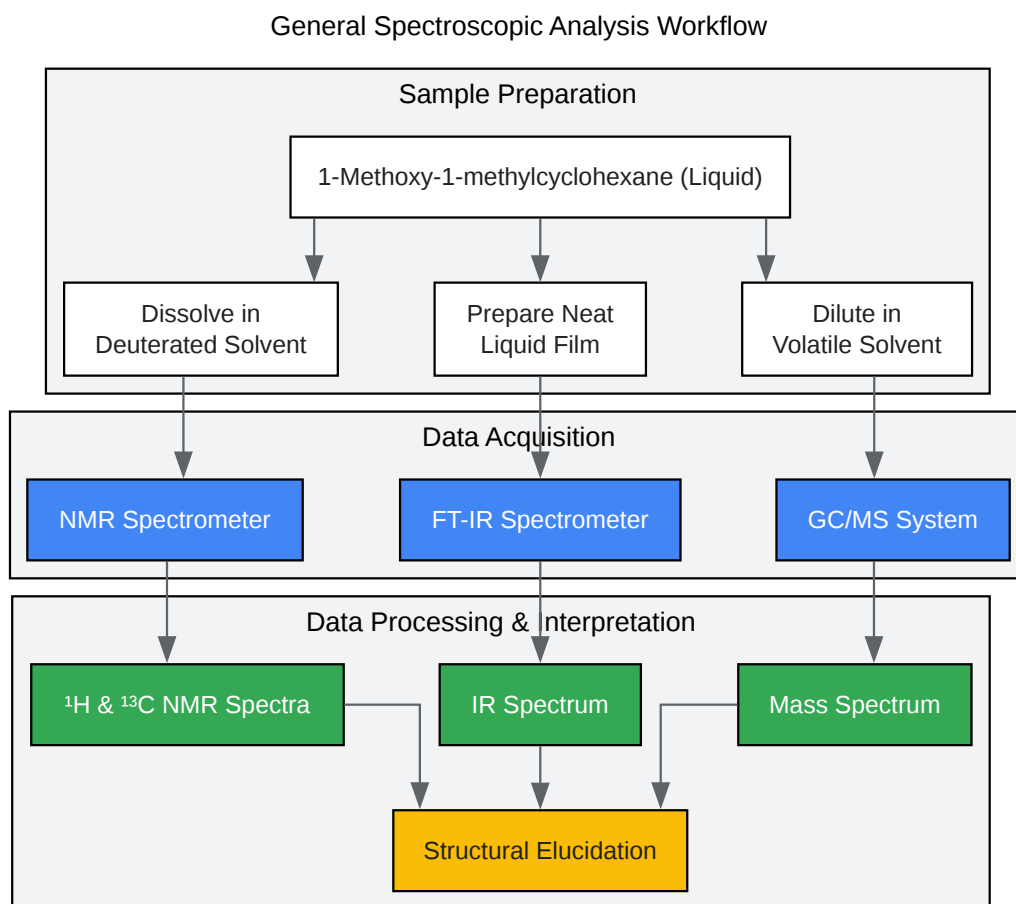 General Spectroscopic Analysis Workflow
Sample Preparation
1-Methoxy-1-methylcyclohexane (Liquid)
Dissolve in
Deuterated Solvent
Prepare Neat
Liquid Film
Dilute in
Volatile Solvent
Data Acquisition
NMR Spectrometer
FT-IR Spectrometer
GC/MS System
Data Processing & Interpretation
¹H & ¹³C NMR Spectra
IR Spectrum
Mass Spectrum
Structural Elucidation